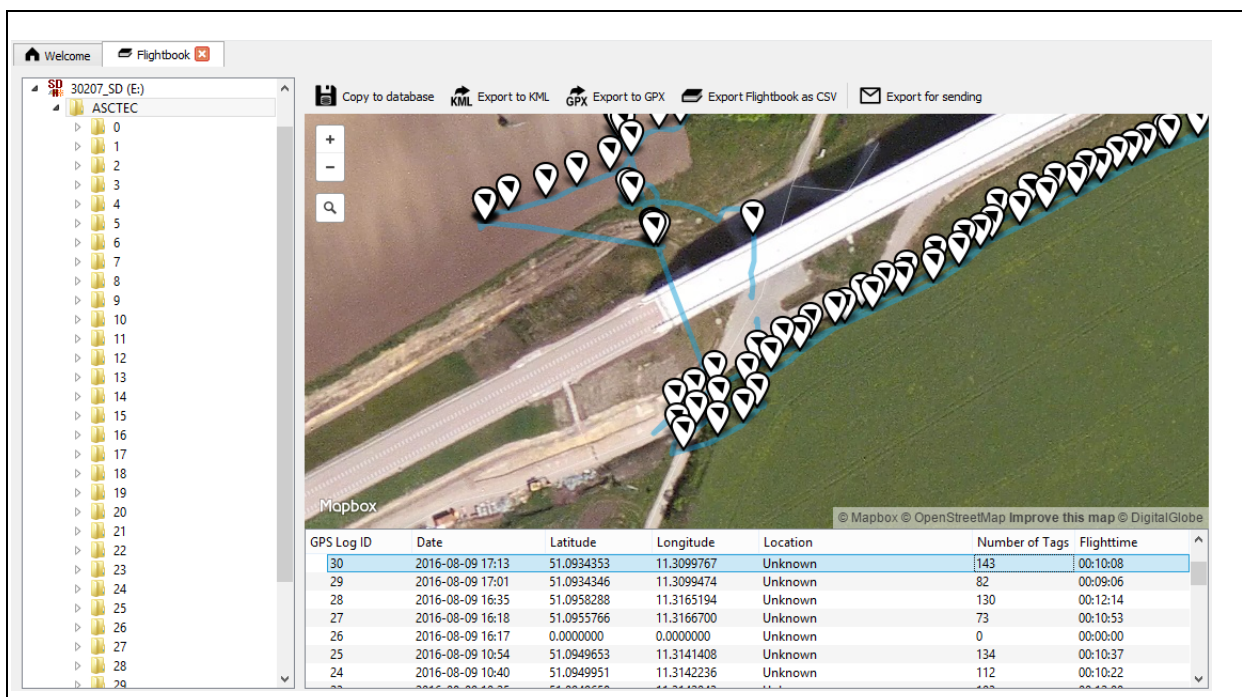 Welcome
Flightbook
SD
30207_SD (E:)
ASCTEC
0
1
2
3
4
5
6
7
8
9
10
11
12
13
14
15
16
17
18
19
20
21
22
23
24
25
26
27
28
29
Copy to database KML Export to KML GPX Export to GPX Export Flightbook as CSV Export for sending
+
−
Mapbox
© Mapbox © OpenStreetMap Improve this map © DigitalGlobe
GPS Log ID Date Latitude Longitude Location Number of Tags Flighttime
30 2016-08-09 17:13 51.0934353 11.3099767 Unknown 143 00:10:08
29 2016-08-09 17:01 51.0934346 11.3099474 Unknown 82 00:09:06
28 2016-08-09 16:35 51.0958288 11.3165194 Unknown 130 00:12:14
27 2016-08-09 16:18 51.0955766 11.3166700 Unknown 73 00:10:53
26 2016-08-09 16:17 0.0000000 0.0000000 Unknown 0 00:00:00
25 2016-08-09 10:54 51.0949653 11.3141408 Unknown 134 00:10:37
24 2016-08-09 10:40 51.0949951 11.3142236 Unknown 112 00:10:22